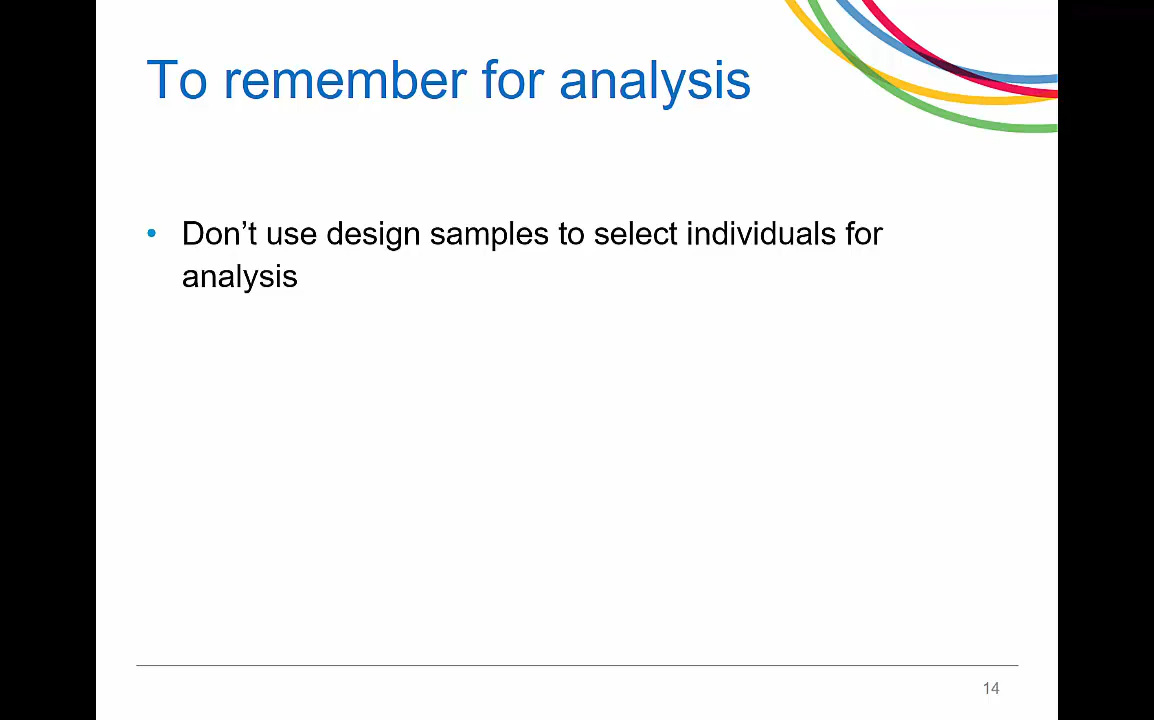 To remember for analysis
• Don’t use design samples to select individuals for
analysis
14